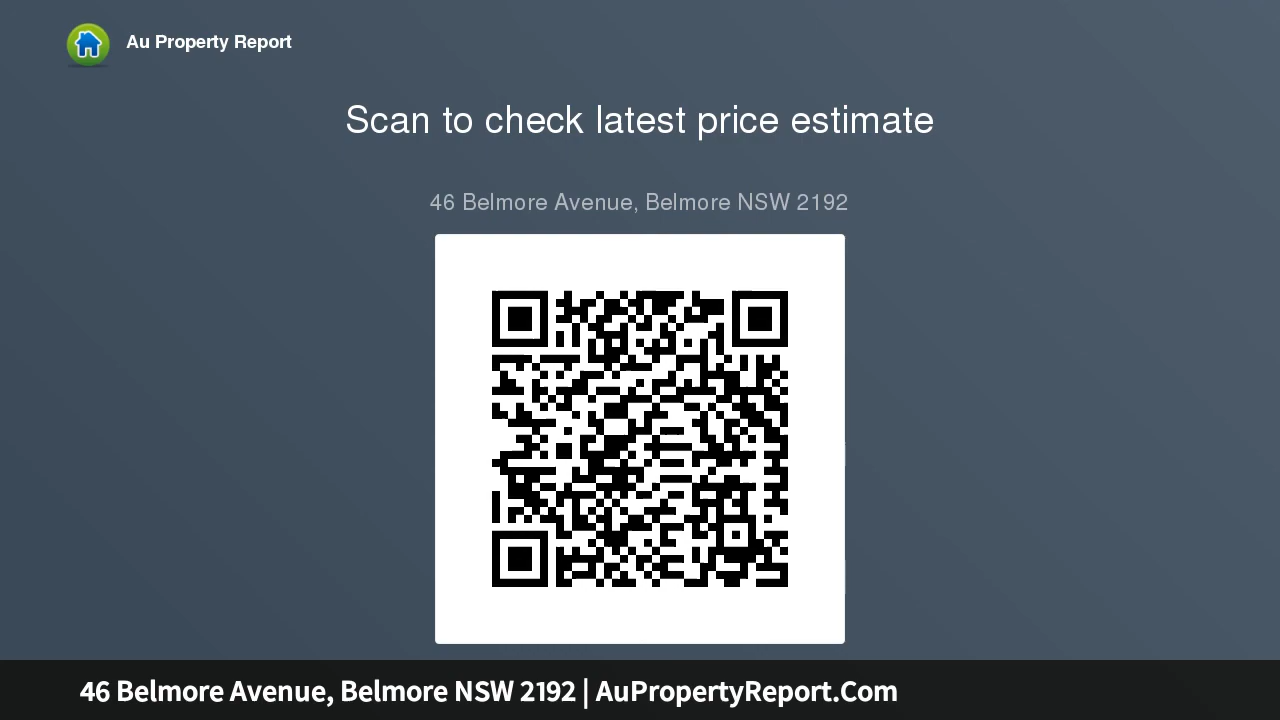 Au Property Report
Scan to check latest price estimate
46 Belmore Avenue, Belmore NSW 2192
46 Belmore Avenue, Belmore NSW 2192 | AuPropertyReport.Com